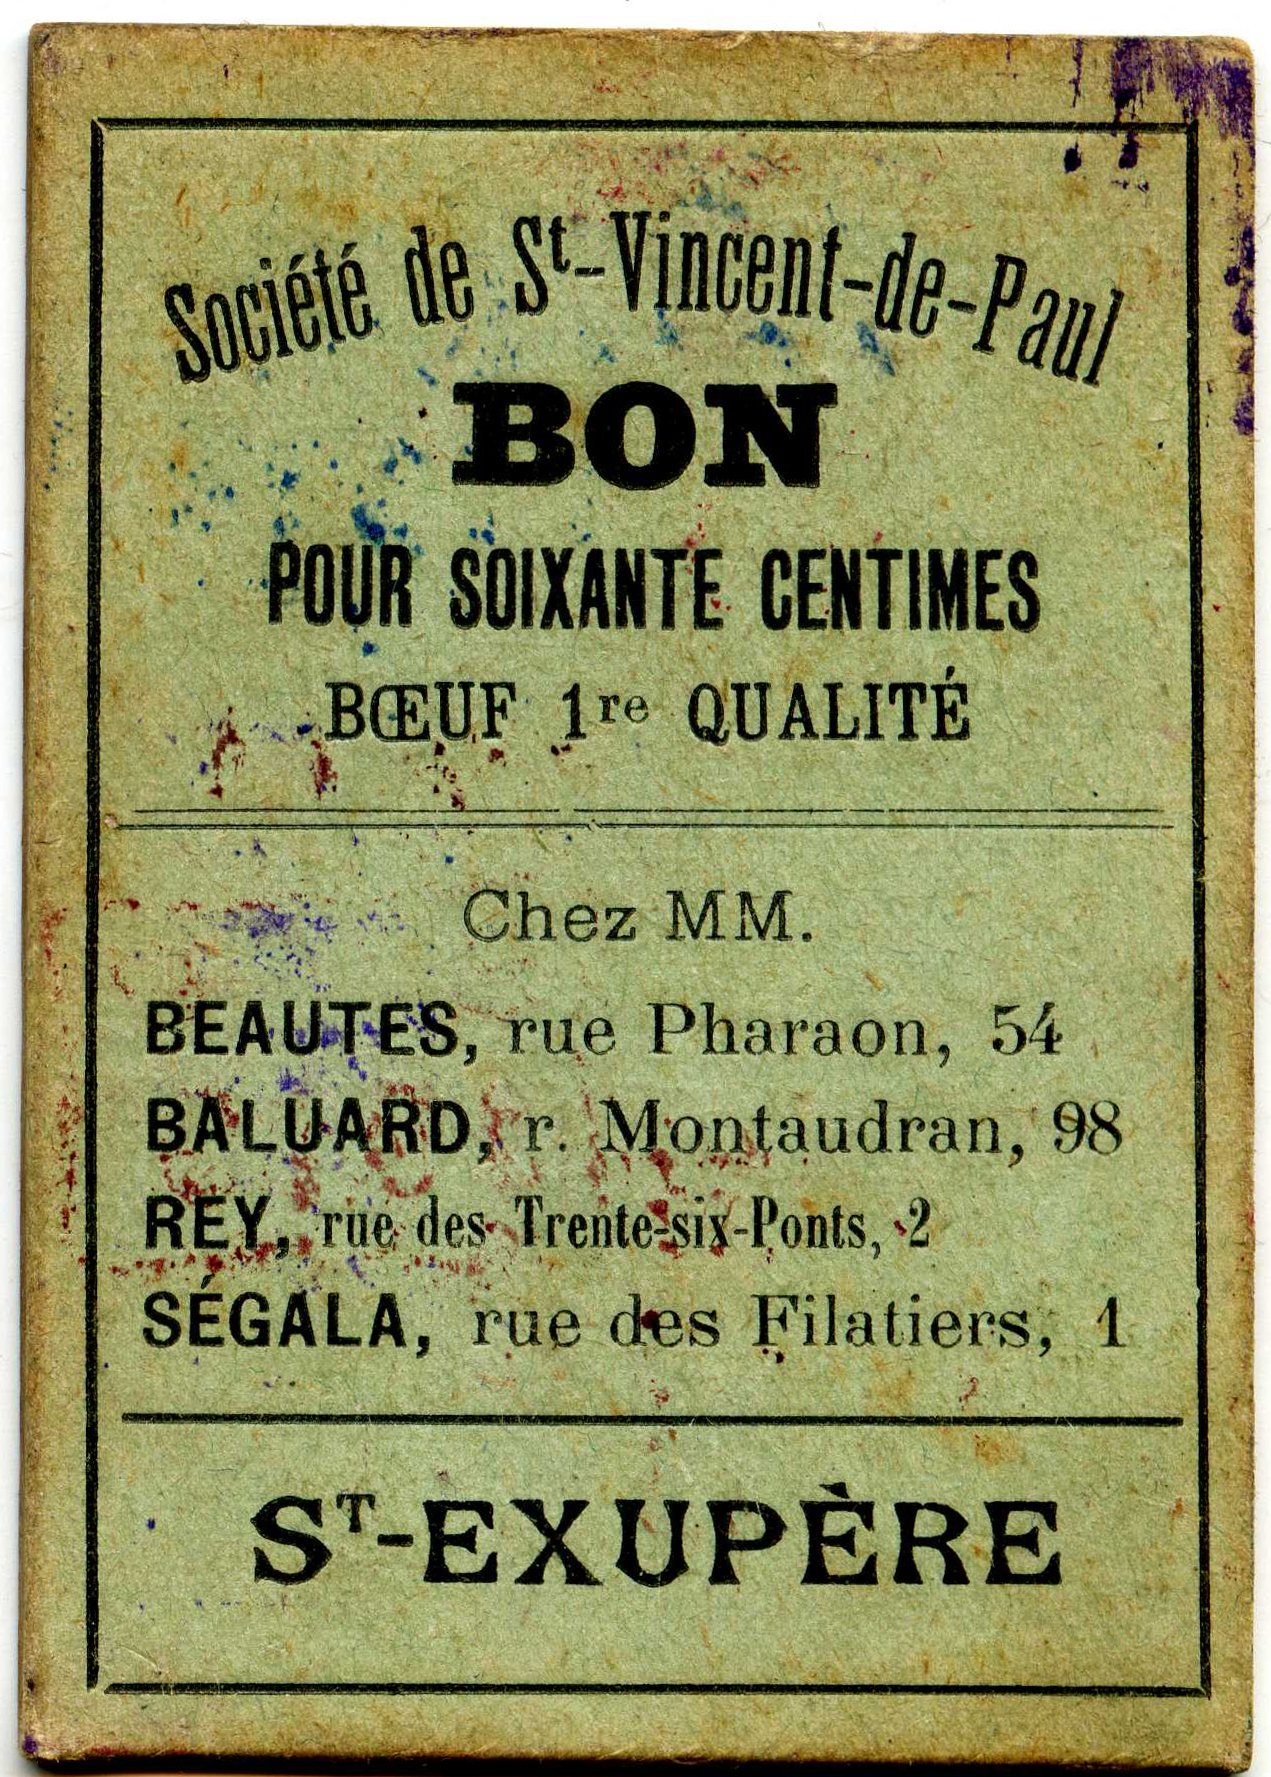 Société de St-Vincent-de-Paul
BON
POUR SOIXANTE CENTIMES
BŒUF 1re QUALITÉ
Chez MM.
BEAUTES, rue Pharaon, 54
BALUARD, r. Montaudran, 98
REY, rue des Trente-six-Ponts, 2
SÉGALA, rue des Filatiers, 1
ST-EXUPÈRE